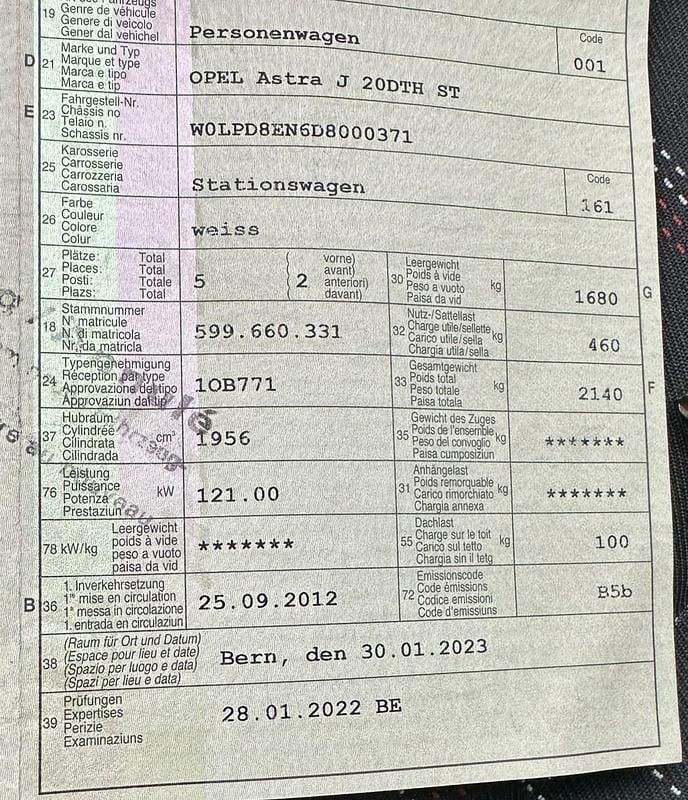 19 Genre de véhicule
Genere di veicolo
Gener dal vehichel
Personenwagen
Code
001
D 21 Marke und Typ
Marque et type
Marca e tipo
Marca e tip
OPEL Astra J 20DTH ST
E 23 Fahrgestell-Nr.
Châssis no
Telaio n.
Schassis nr.
W0LPD8EN6D8000371
25 Karosserie
Carrosserie
Carrozzeria
Carossaria
Stationswagen
Code
161
26 Farbe
Couleur
Colore
Colur
weiss
27 Plätze: Total
Places: Total
Posti: Totale
Plazs: Total
5
2
vorne)
avant)
anteriori)
davant)
30 Leergewicht
Poids à vide
Peso a vuoto
Paisa da vid
kg
1680 G
18 Stammnummer
N° matricule
N. di matricola
Nr. da matricla
599.660.331
32 Nutz-/Sattellast
Charge utile/sellette
Carico utile/sella
Chargia utila/sella
kg
460
24 Typengenehmigung
Réception par type
Approvazione del tipo
Approvaziun dal tip
1OB771
33 Gesamtgewicht
Poids total
Peso totale
Paisa totala
kg
2140 F
37 Hubraum
Cylindrée
Cilindrata
Cilindrada
cm³
1956
35 Gewicht des Zuges
Poids de l'ensemble
Peso del convoglio
Paisa cumposiziun
kg
*******
76 Leistung
Puissance
Potenza
Prestaziun
kW
121.00
31 Anhängelast
Poids remorquable
Carico rimorchiato
Chargia annexa
kg
*******
78 kW/kg
Leergewicht
poids à vide
peso a vuoto
paisa da vid
*******
55 Dachlast
Charge sur le toit
Carico sul tetto
Chargia sin il tetg
kg
100
B 36 1. Inverkehrsetzung
1re mise en circulation
1a messa in circolazione
1. entrada en circulaziun
25.09.2012
72 Emissionscode
Code émissions
Codice emissioni
Code d'emissiuns
B5b
38 (Raum für Ort und Datum)
(Espace pour lieu et date)
(Spazio per luogo e data)
(Spazi per lieu e data)
Bern, den 30.01.2023
39 Prüfungen
Expertises
Perizie
Examinaziuns
28.01.2022 BE